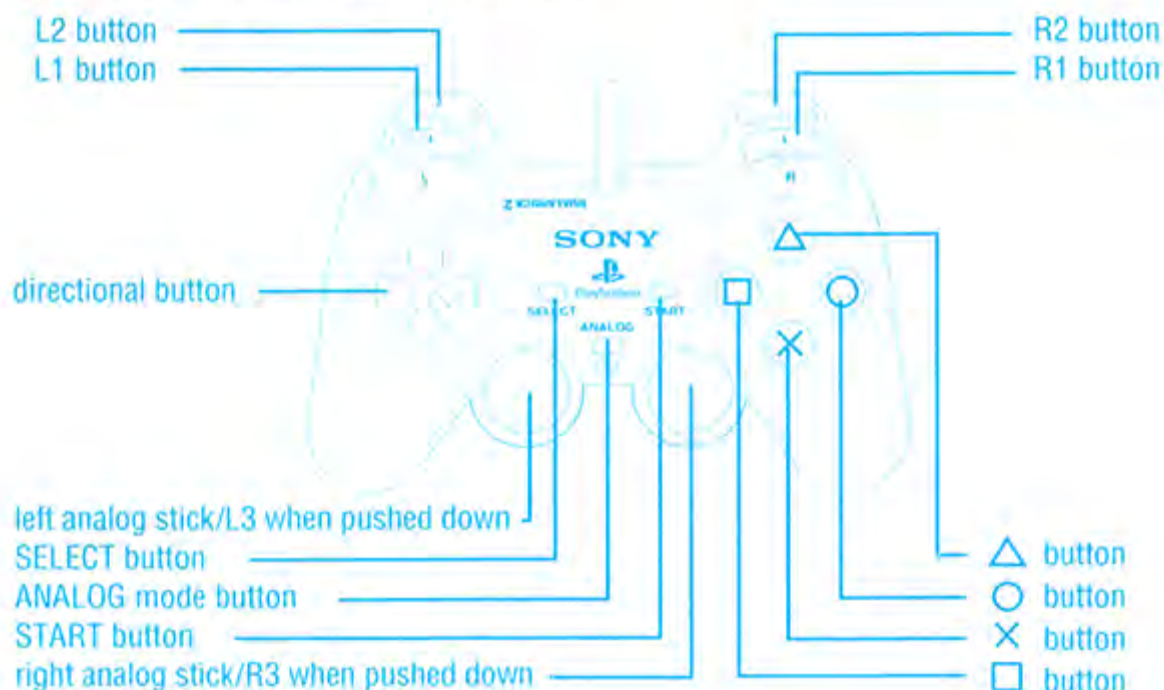 L2 button
L1 button
R2 button
R1 button
SONY
PlayStation
SELECT
START
ANALOG
directional button
left analog stick/L3 when pushed down
SELECT button
ANALOG mode button
START button
right analog stick/R3 when pushed down
△ button
○ button
✕ button
□ button